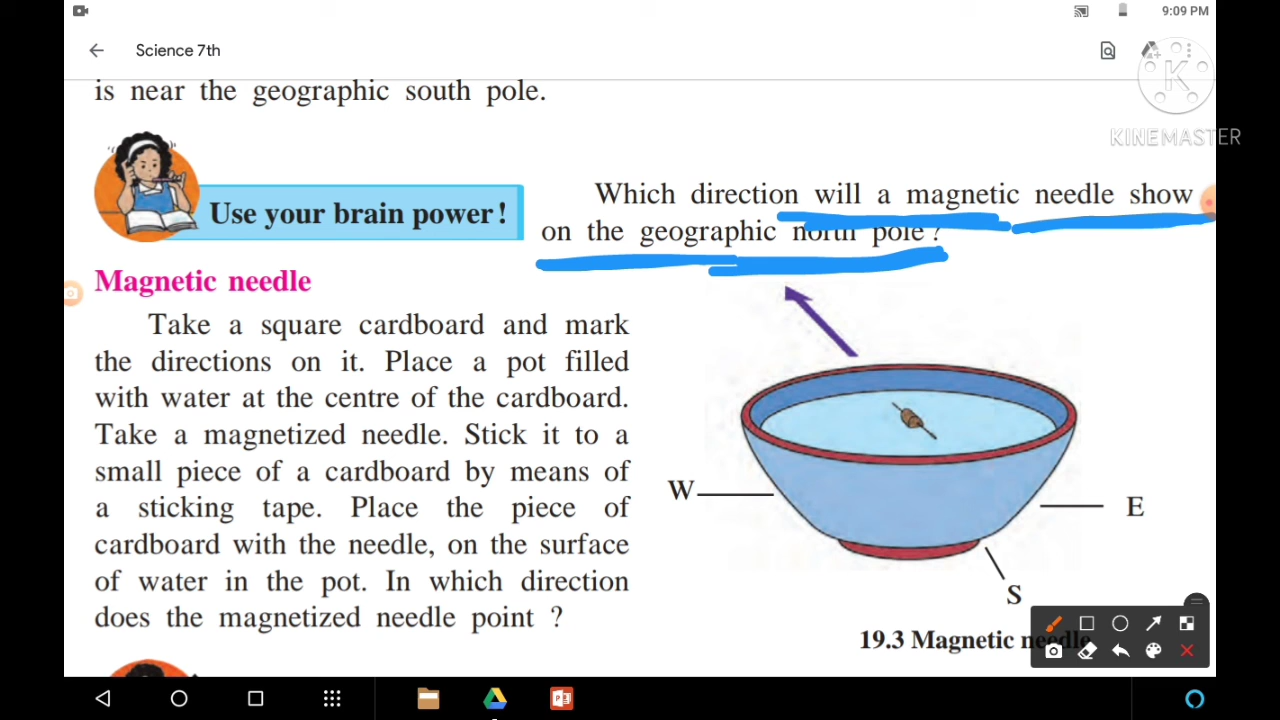 9:09 PM
Science 7th
K
KINEMASTER
is near the geographic south pole.
Use your brain power!
Which direction will a magnetic needle show
on the geographic north pole?
Magnetic needle
Take a square cardboard and mark
the directions on it. Place a pot filled
with water at the centre of the cardboard.
Take a magnetized needle. Stick it to a
small piece of a cardboard by means of
a sticking tape. Place the piece of
cardboard with the needle, on the surface
of water in the pot. In which direction
does the magnetized needle point ?
W
E
S
19.3 Magnetic needle